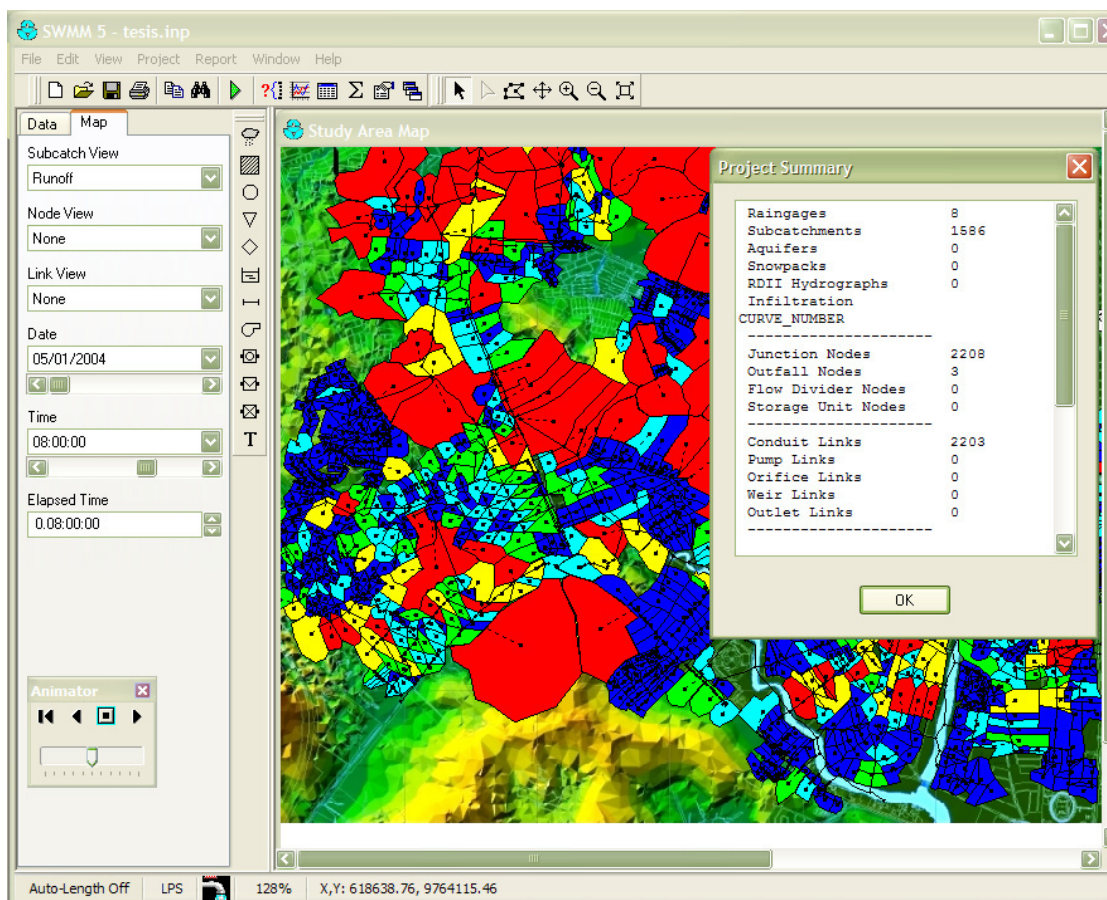 SWMM 5 - tesis.inp
File Edit View Project Report Window Help
Data Map
Subcatch View
Runoff
Node View
None
Link View
None
Date
05/01/2004
Time
08:00:00
Elapsed Time
0.08:00:00
Animator
T
Study Area Map
Project Summary
Raingages 8
Subcatchments 1586
Aquifers 0
Snowpacks 0
RDII Hydrographs 0
Infiltration
CURVE_NUMBER
----------------------
Junction Nodes 2208
Outfall Nodes 3
Flow Divider Nodes 0
Storage Unit Nodes 0
----------------------
Conduit Links 2203
Pump Links 0
Orifice Links 0
Weir Links 0
Outlet Links 0
----------------------
OK
Auto-Length Off LPS 128% X,Y: 618638.76, 9764115.46